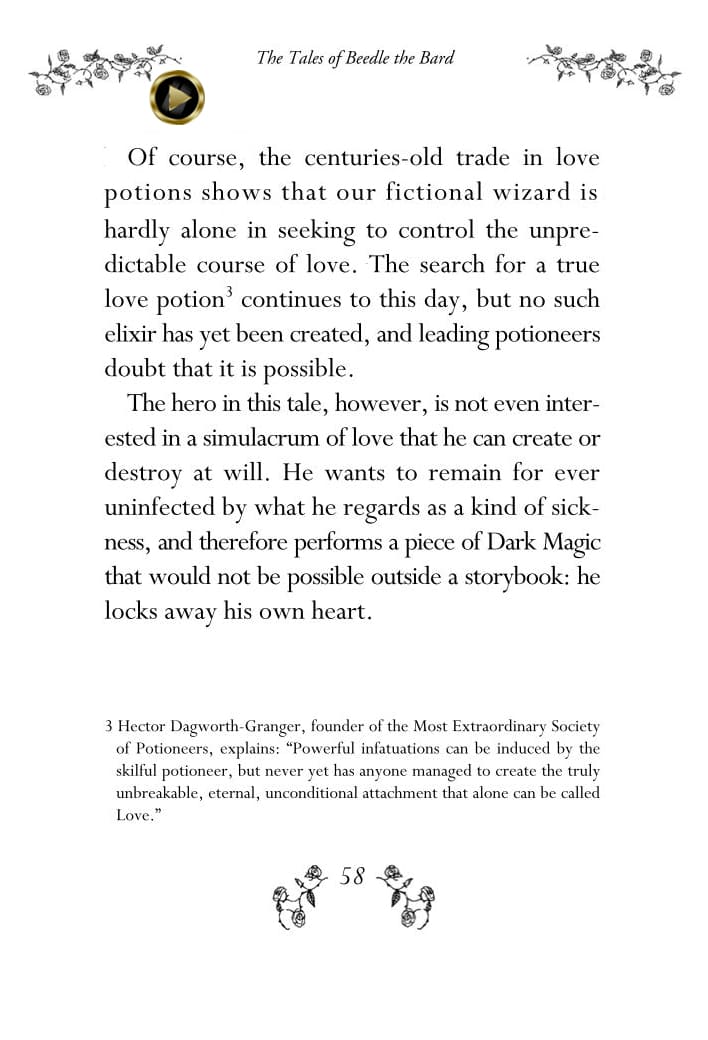 The Tales of Beedle the Bard
Of course, the centuries-old trade in love
potions shows that our fictional wizard is
hardly alone in seeking to control the unpre-
dictable course of love. The search for a true
love potion³ continues to this day, but no such
elixir has yet been created, and leading potioneers
doubt that it is possible.
The hero in this tale, however, is not even inter-
ested in a simulacrum of love that he can create or
destroy at will. He wants to remain for ever
uninfected by what he regards as a kind of sick-
ness, and therefore performs a piece of Dark Magic
that would not be possible outside a storybook: he
locks away his own heart.
3 Hector Dagworth-Granger, founder of the Most Extraordinary Society
of Potioneers, explains: “Powerful infatuations can be induced by the
skilful potioneer, but never yet has anyone managed to create the truly
unbreakable, eternal, unconditional attachment that alone can be called
Love.”
58